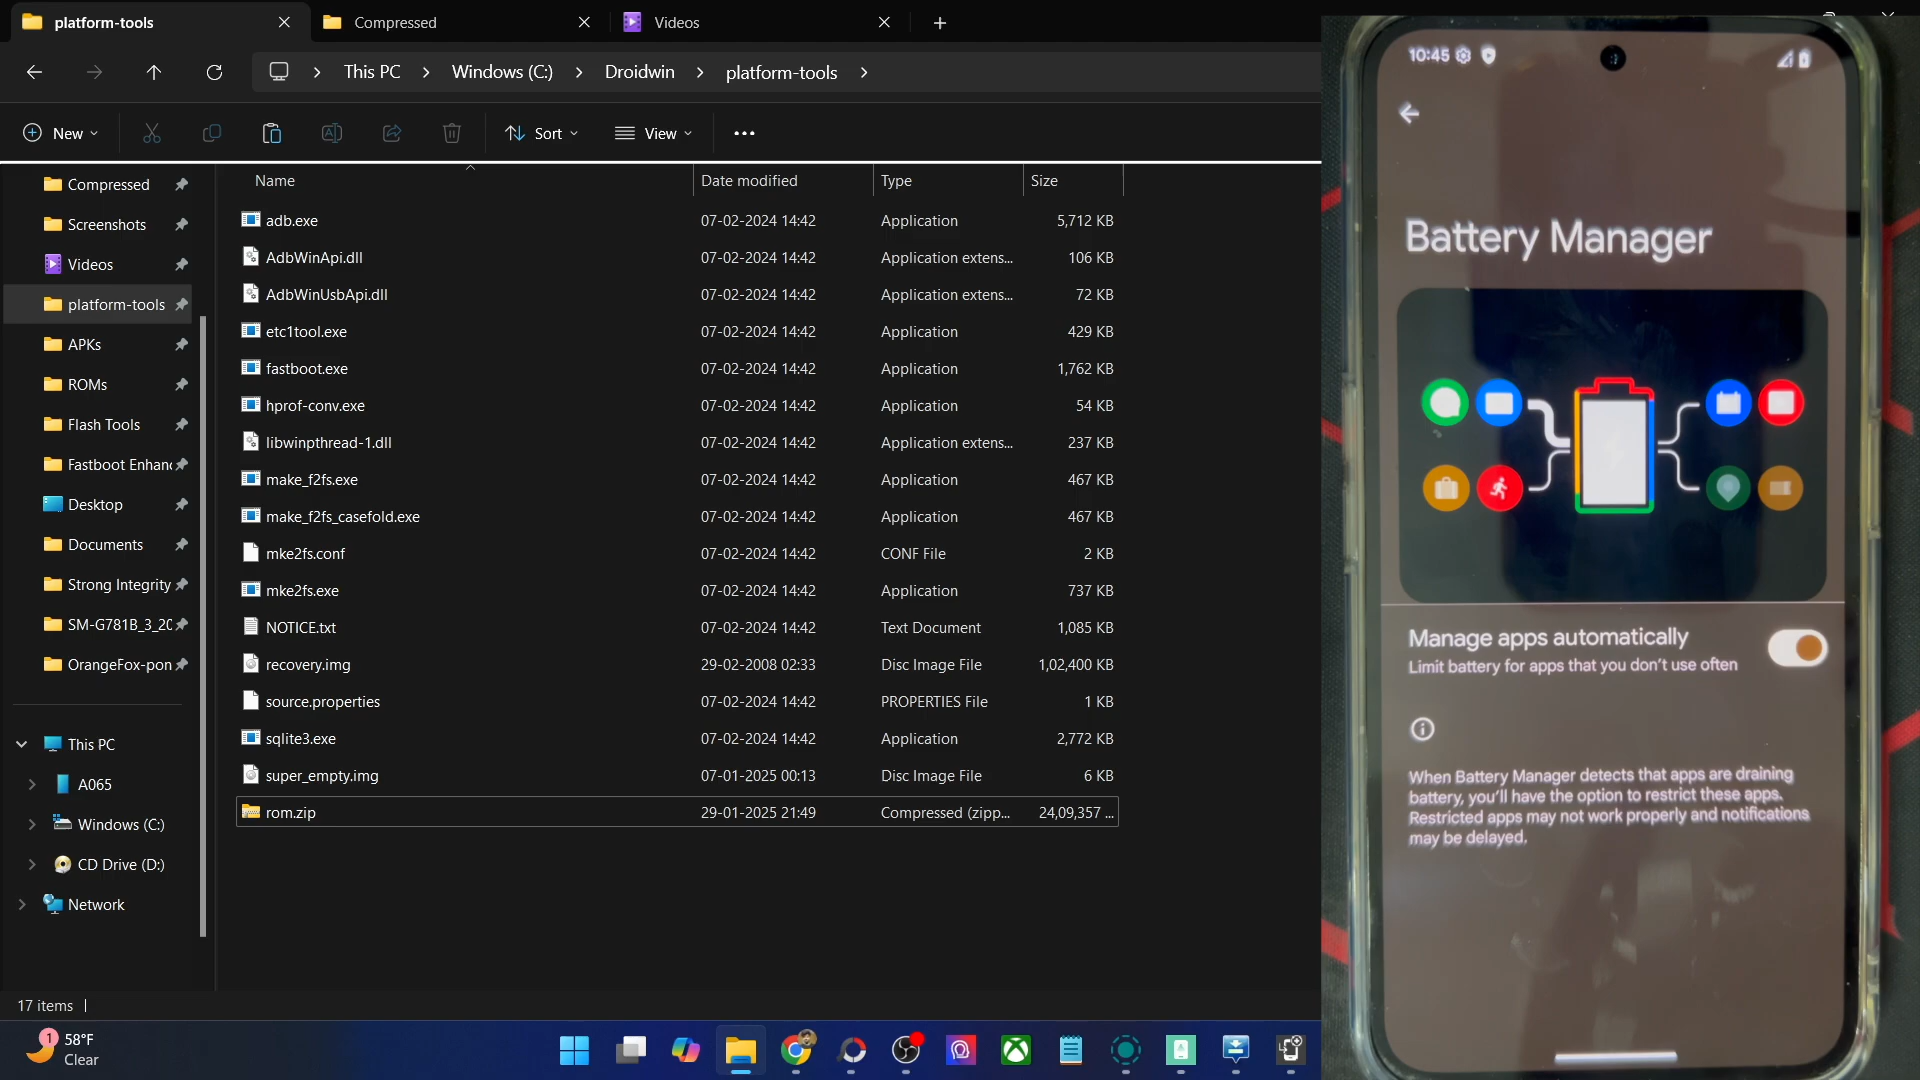 platform-tools
Compressed
Videos
This PC
Windows (C:)
Droidwin
platform-tools
New
Sort
View
Compressed
Screenshots
Videos
platform-tools
APKs
ROMs
Flash Tools
Fastboot Enhanc
Desktop
Documents
Strong Integrity
SM-G781B_3_20
OrangeFox-pon
This PC
A065
Windows (C:)
CD Drive (D:)
Network
Name Date modified Type Size
adb.exe 07-02-2024 14:42 Application 5,712 KB
AdbWinApi.dll 07-02-2024 14:42 Application extens... 106 KB
AdbWinUsbApi.dll 07-02-2024 14:42 Application extens... 72 KB
etc1tool.exe 07-02-2024 14:42 Application 429 KB
fastboot.exe 07-02-2024 14:42 Application 1,762 KB
hprof-conv.exe 07-02-2024 14:42 Application 54 KB
libwinpthread-1.dll 07-02-2024 14:42 Application extens... 237 KB
make_f2fs.exe 07-02-2024 14:42 Application 467 KB
make_f2fs_casefold.exe 07-02-2024 14:42 Application 467 KB
mke2fs.conf 07-02-2024 14:42 CONF File 2 KB
mke2fs.exe 07-02-2024 14:42 Application 737 KB
NOTICE.txt 07-02-2024 14:42 Text Document 1,085 KB
recovery.img 29-02-2008 02:33 Disc Image File 1,02,400 KB
source.properties 07-02-2024 14:42 PROPERTIES File 1 KB
sqlite3.exe 07-02-2024 14:42 Application 2,772 KB
super_empty.img 07-01-2025 00:13 Disc Image File 6 KB
rom.zip 29-01-2025 21:49 Compressed (zipp... 24,09,357 ...
17 items
1
58°F
Clear
10:45
Battery Manager
Manage apps automatically
Limit battery for apps that you don't use often
When Battery Manager detects that apps are draining
battery, you'll have the option to restrict these apps.
Restricted apps may not work properly and notifications
may be delayed.